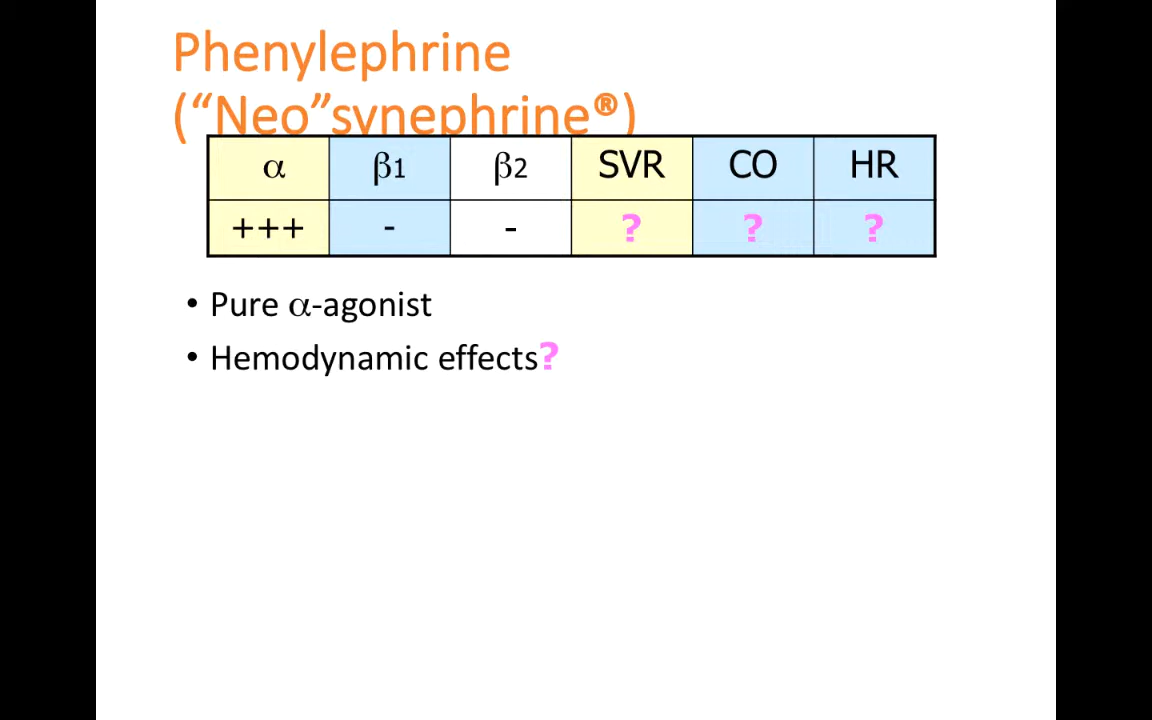 Phenylephrine
(“Neo”synephrine®)
α β1 β2 SVR CO HR
+++ - - ? ? ?
• Pure α-agonist
• Hemodynamic effects?